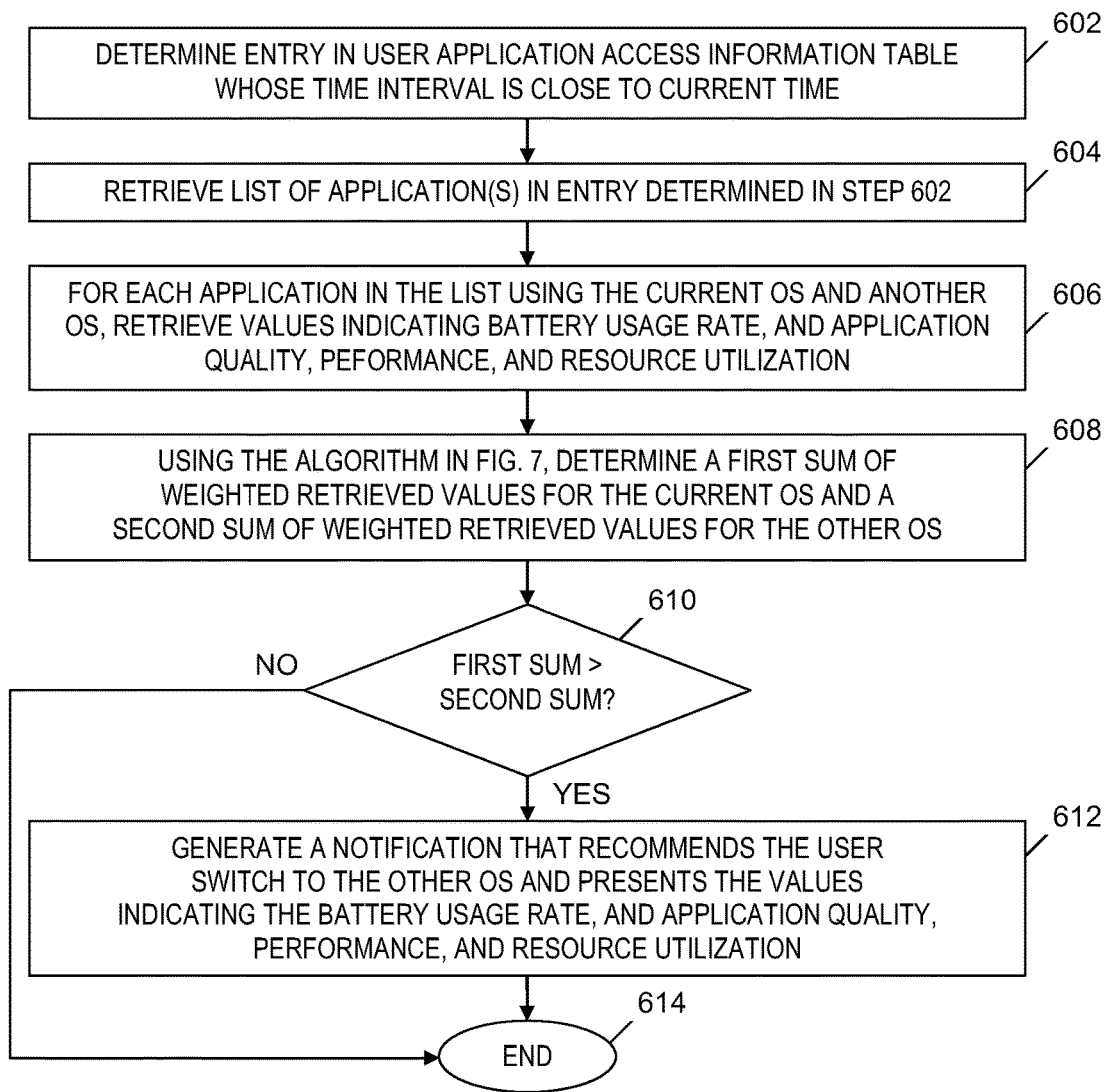 602
DETERMINE ENTRY IN USER APPLICATION ACCESS INFORMATION TABLE
WHOSE TIME INTERVAL IS CLOSE TO CURRENT TIME
604
RETRIEVE LIST OF APPLICATION(S) IN ENTRY DETERMINED IN STEP 602
606
FOR EACH APPLICATION IN THE LIST USING THE CURRENT OS AND ANOTHER
OS, RETRIEVE VALUES INDICATING BATTERY USAGE RATE, AND APPLICATION
QUALITY, PEFORMANCE, AND RESOURCE UTILIZATION
608
USING THE ALGORITHM IN FIG. 7, DETERMINE A FIRST SUM OF
WEIGHTED RETRIEVED VALUES FOR THE CURRENT OS AND A
SECOND SUM OF WEIGHTED RETRIEVED VALUES FOR THE OTHER OS
610
NO
FIRST SUM >
SECOND SUM?
YES
612
GENERATE A NOTIFICATION THAT RECOMMENDS THE USER
SWITCH TO THE OTHER OS AND PRESENTS THE VALUES
INDICATING THE BATTERY USAGE RATE, AND APPLICATION QUALITY,
PERFORMANCE, AND RESOURCE UTILIZATION
614
END